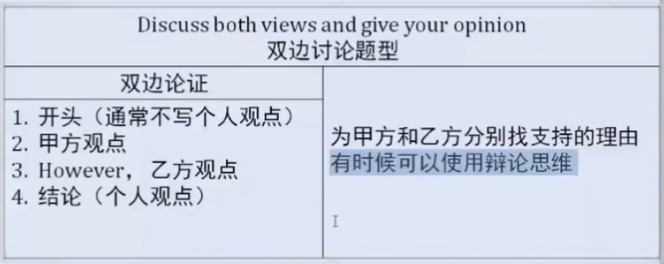 Discuss both views and give your opinion
双边讨论题型
双边论证
1. 开头（通常不写个人观点）
2. 甲方观点
3. However，乙方观点
4. 结论（个人观点）
为甲方和乙方分别找支持的理由
有时候可以使用辩论思维